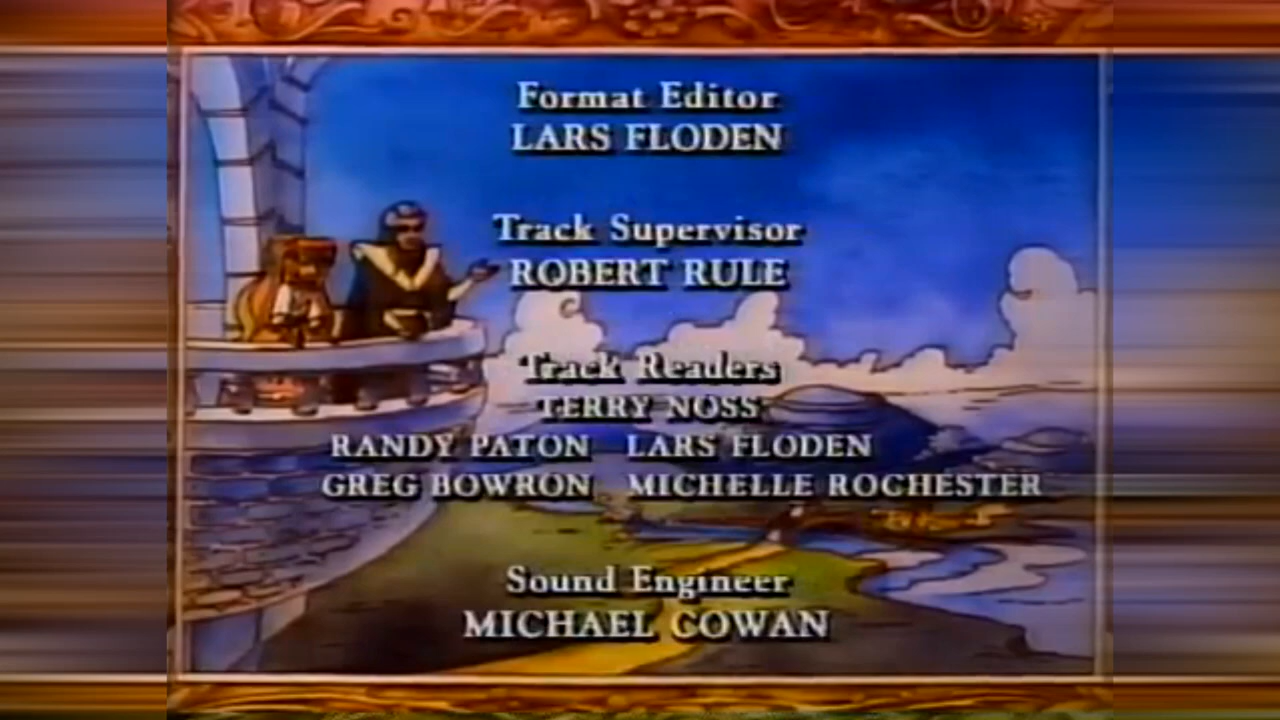 Format Editor
LARS FLODEN
Track Supervisor
ROBERT RULE
Track Readers
TERRY NOSS
RANDY PATON LARS FLODEN
GREG BOWRON MICHELLE ROCHESTER
Sound Engineer
MICHAEL COWAN